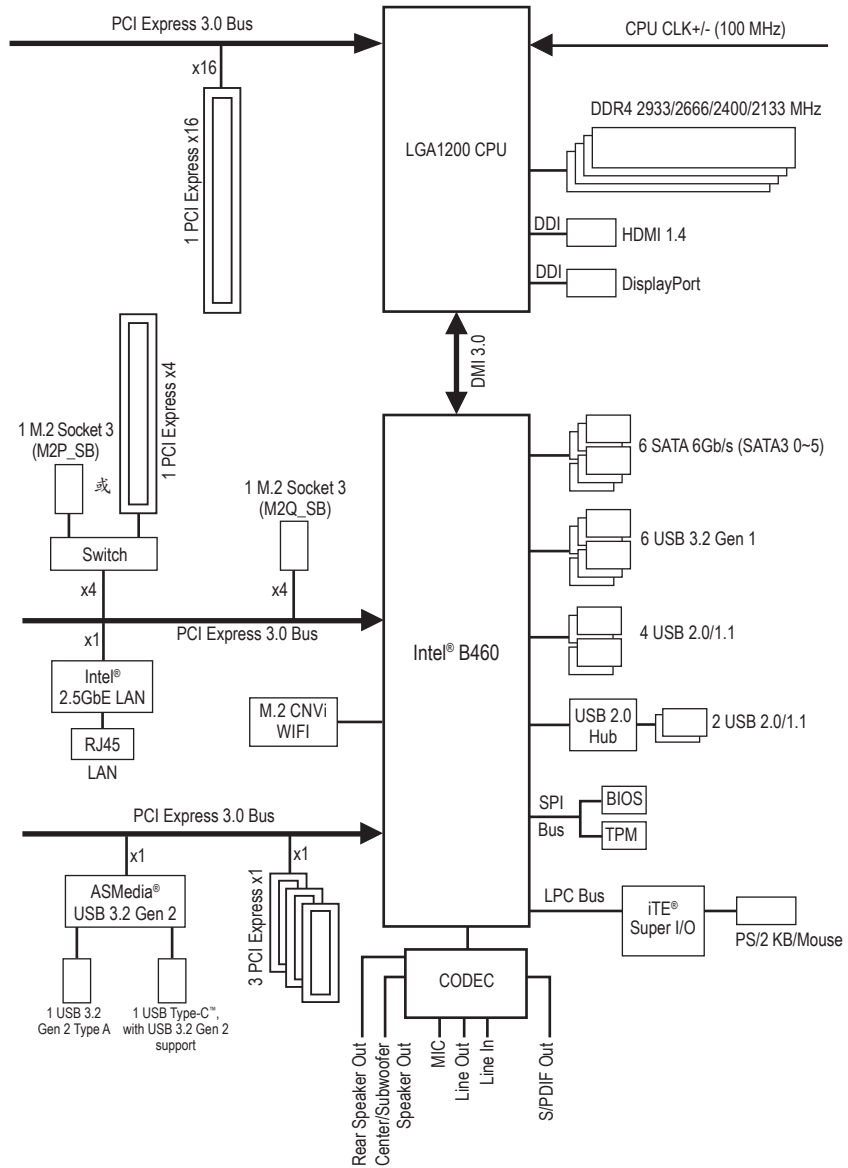 PCI Express 3.0 Bus
CPU CLK+/- (100 MHz)
x16
1 PCI Express x16
LGA1200 CPU
DDR4 2933/2666/2400/2133 MHz
DDI
HDMI 1.4
DDI
DisplayPort
DMI 3.0
1 PCI Express x4
1 M.2 Socket 3
(M2P_SB)
或
Switch
x4
1 M.2 Socket 3
(M2Q_SB)
x4
PCI Express 3.0 Bus
x1
Intel®
2.5GbE LAN
RJ45
LAN
M.2 CNVi
WIFI
Intel® B460
6 SATA 6Gb/s (SATA3 0~5)
6 USB 3.2 Gen 1
4 USB 2.0/1.1
USB 2.0
Hub
2 USB 2.0/1.1
SPI
Bus
BIOS
TPM
LPC Bus
iTE®
Super I/O
PS/2 KB/Mouse
PCI Express 3.0 Bus
x1
ASMedia®
USB 3.2 Gen 2
1 USB 3.2
Gen 2 Type A
1 USB Type-C™,
with USB 3.2 Gen 2
support
x1
3 PCI Express x1
CODEC
Rear Speaker Out
Center/Subwoofer
Speaker Out
MIC
Line Out
Line In
S/PDIF Out